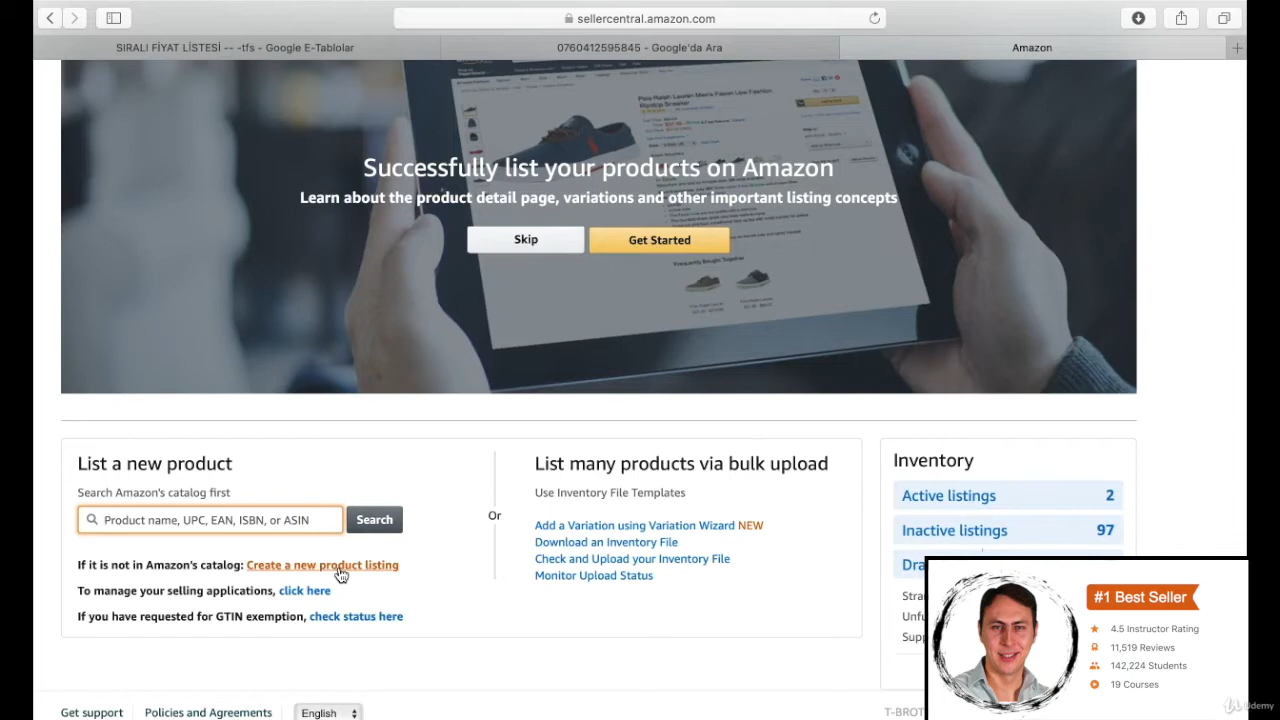 sellercentral.amazon.com
SIRALI FİYAT LİSTESİ -- -tfs - Google E-Tablolar
0760412595845 - Google'da Ara
Amazon
Successfully list your products on Amazon
Learn about the product detail page, variations and other important listing concepts
Skip
Get Started
Frequently Bought Together
List a new product
Search Amazon's catalog first
Product name, UPC, EAN, ISBN, or ASIN
Search
If it is not in Amazon's catalog: Create a new product listing
To manage your selling applications, click here
If you have requested for GTIN exemption, check status here
Or
List many products via bulk upload
Use Inventory File Templates
Add a Variation using Variation Wizard NEW
Download an Inventory File
Check and Upload your Inventory File
Monitor Upload Status
Inventory
Active listings 2
Inactive listings 97
#1 Best Seller
4.5 Instructor Rating
11,519 Reviews
142,224 Students
19 Courses
Get support
Policies and Agreements
English
T-BROT
Udemy